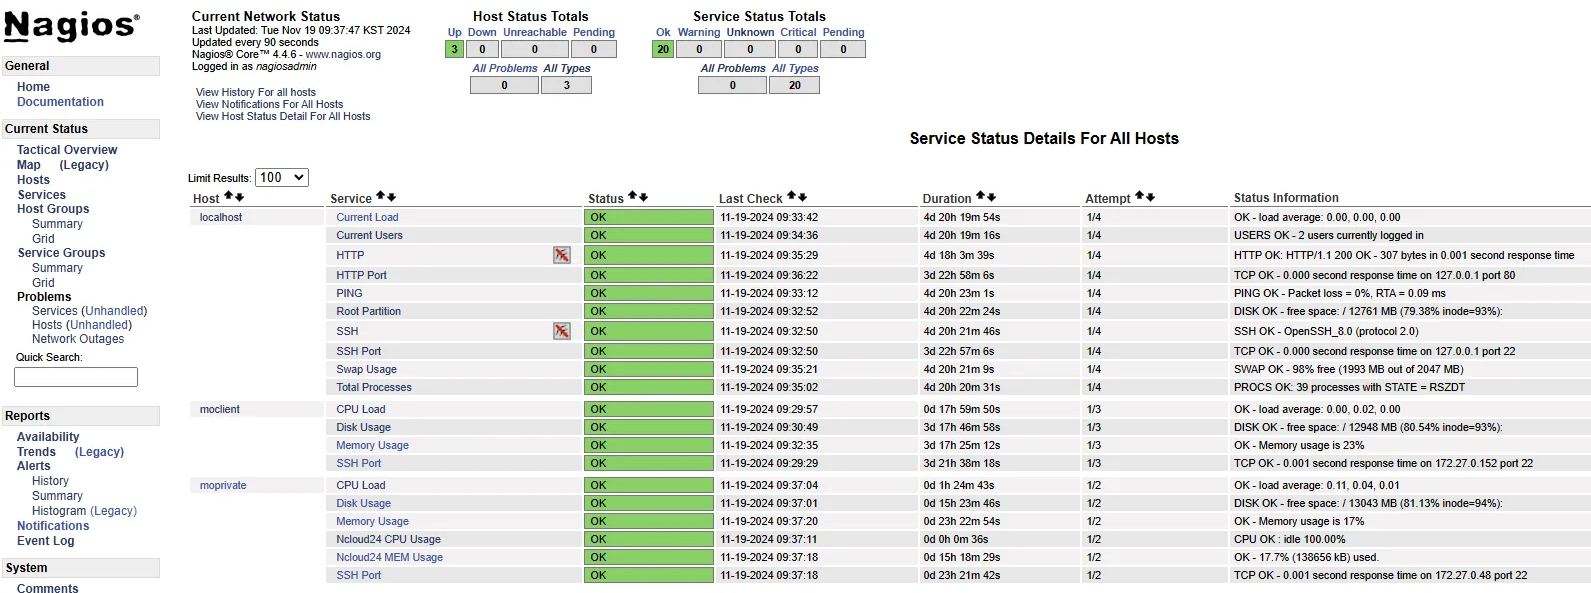 Nagios®
General
Home
Documentation
Current Status
Tactical Overview
Map (Legacy)
Hosts
Services
Host Groups
Summary
Grid
Service Groups
Summary
Grid
Problems
Services (Unhandled)
Hosts (Unhandled)
Network Outages
Quick Search:
Reports
Availability
Trends (Legacy)
Alerts
History
Summary
Histogram (Legacy)
Notifications
Event Log
System
Comments
Current Network Status
Last Updated: Tue Nov 19 09:37:47 KST 2024
Updated every 90 seconds
Nagios® Core™ 4.4.6 - www.nagios.org
Logged in as nagiosadmin
View History For all hosts
View Notifications For All Hosts
View Host Status Detail For All Hosts
Host Status Totals
Up Down Unreachable Pending
3 0 0 0
All Problems All Types
0 3
Service Status Totals
Ok Warning Unknown Critical Pending
20 0 0 0 0
All Problems All Types
0 20
Service Status Details For All Hosts
Limit Results: 100
Host Service Status Last Check Duration Attempt Status Information
localhost Current Load OK 11-19-2024 09:33:42 4d 20h 19m 54s 1/4 OK - load average: 0.00, 0.00, 0.00
Current Users OK 11-19-2024 09:34:36 4d 20h 19m 16s 1/4 USERS OK - 2 users currently logged in
HTTP OK 11-19-2024 09:35:29 4d 18h 3m 39s 1/4 HTTP OK: HTTP/1.1 200 OK - 307 bytes in 0.001 second response time
HTTP Port OK 11-19-2024 09:36:22 3d 22h 58m 6s 1/4 TCP OK - 0.000 second response time on 127.0.0.1 port 80
PING OK 11-19-2024 09:33:12 4d 20h 23m 1s 1/4 PING OK - Packet loss = 0%, RTA = 0.09 ms
Root Partition OK 11-19-2024 09:32:52 4d 20h 22m 24s 1/4 DISK OK - free space: / 12761 MB (79.38% inode=93%):
SSH OK 11-19-2024 09:32:50 4d 20h 21m 46s 1/4 SSH OK - OpenSSH_8.0 (protocol 2.0)
SSH Port OK 11-19-2024 09:32:50 3d 22h 57m 6s 1/4 TCP OK - 0.000 second response time on 127.0.0.1 port 22
Swap Usage OK 11-19-2024 09:35:21 4d 20h 21m 9s 1/4 SWAP OK - 98% free (1993 MB out of 2047 MB)
Total Processes OK 11-19-2024 09:35:02 4d 20h 20m 31s 1/4 PROCS OK: 39 processes with STATE = RSZDT
moclient CPU Load OK 11-19-2024 09:29:57 0d 17h 59m 50s 1/3 OK - load average: 0.00, 0.02, 0.00
Disk Usage OK 11-19-2024 09:30:49 3d 17h 46m 58s 1/3 DISK OK - free space: / 12948 MB (80.54% inode=93%):
Memory Usage OK 11-19-2024 09:32:35 3d 17h 25m 12s 1/3 OK - Memory usage is 23%
SSH Port OK 11-19-2024 09:29:29 3d 21h 38m 18s 1/3 TCP OK - 0.001 second response time on 172.27.0.152 port 22
moprivate CPU Load OK 11-19-2024 09:37:04 0d 1h 24m 43s 1/2 OK - load average: 0.11, 0.04, 0.01
Disk Usage OK 11-19-2024 09:37:01 0d 15h 23m 46s 1/2 DISK OK - free space: / 13043 MB (81.13% inode=94%):
Memory Usage OK 11-19-2024 09:37:20 0d 23h 22m 54s 1/2 OK - Memory usage is 17%
Ncloud24 CPU Usage OK 11-19-2024 09:37:11 0d 0h 0m 36s 1/2 CPU OK : idle 100.00%
Ncloud24 MEM Usage OK 11-19-2024 09:37:18 0d 15h 18m 29s 1/2 OK - 17.7% (138656 kB) used.
SSH Port OK 11-19-2024 09:37:18 0d 23h 21m 42s 1/2 TCP OK - 0.001 second response time on 172.27.0.48 port 22